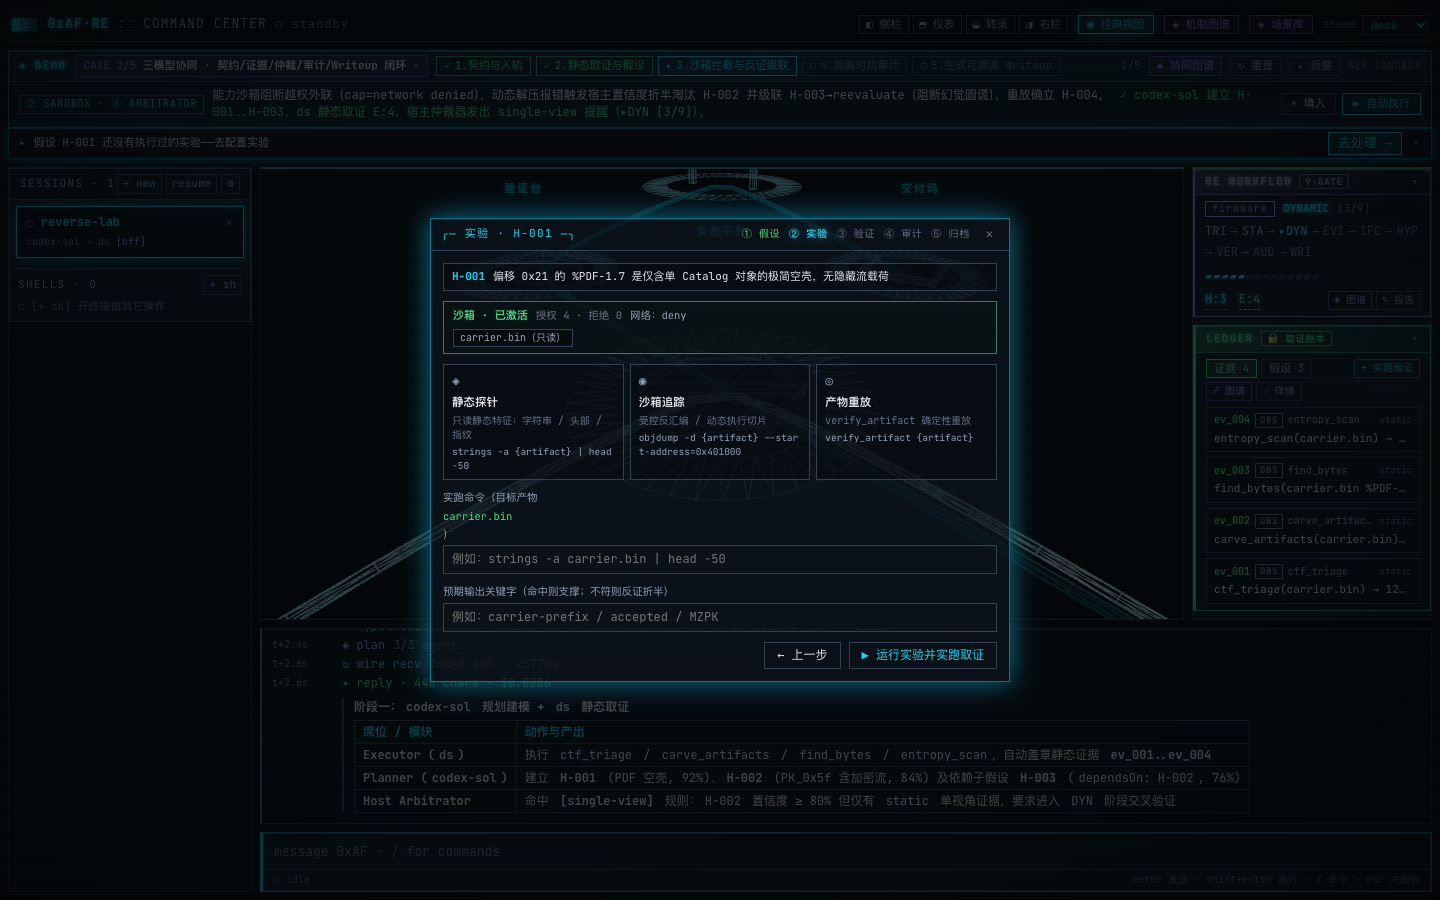 0xAF·RE :: COMMAND CENTER ○ standby
侧栏 仪表 转录 右栏 经典视图 机制图谱 场景库 theme deck
DEMO CASE 2/5 三模型协同 · 契约/证据/仲裁/审计/Writeup 闭环 ✓ 1.契约与入轨 ✓ 2.静态取证与假设 ▸ 3.沙箱拦截与反证级联 ○ 4.隔离对抗审计 ○ 5.生成可溯源 Writeup 2/5 ◈ 协同图谱 ↻ 重置 ▴ 折叠 WEB SANDBOX
② SANDBOX · ④ ARBITRATOR 能力沙箱阻断越权外联 (cap=network denied), 动态解压报错触发宿主置信度折半淘汰 H-002 并级联 H-003→reevaluate (阻断幻觉圆谎), 重放确立 H-004。 ✓ codex-sol 建立 H-
001..H-003, ds 静态取证 E:4, 宿主仲裁器发出 single-view 提醒 (▸DYN [3/9])。
⚡ 填入 ▶ 自动执行
▸ 假设 H-001 还没有执行过的实验——去配置实验 去处理 → ×
SESSIONS · 1 + new resume ⚙
○ reverse-lab ×
codex-sol → ds [off]
SHELLS · 0 + sh
○ [+ sh] 开终端做其它操作
验证台 交付坞
╭─ 实验 · H-001 ─╮ ① 假设 ② 实验 ③ 验证 ④ 审计 ⑤ 归档 ×
H-001 偏移 0x21 的 %PDF-1.7 是仅含单 Catalog 对象的极简空壳, 无隐藏流载荷
沙箱 · 已激活 授权 4 · 拒绝 0 网络: deny
carrier.bin (只读)
◈
静态探针
只读静态特征: 字符串 / 头部 /
指纹
strings -a {artifact} | head
-50
◉
沙箱追踪
受控反汇编 / 动态执行切片
objdump -d {artifact} --star
t-address=0x401000
◎
产物重放
verify_artifact 确定性重放
verify_artifact {artifact}
实跑命令 (目标产物
carrier.bin
)
例如: strings -a carrier.bin | head -50
预期输出关键字 (命中则支撑; 不符则反证折半)
例如: carrier-prefix / accepted / MZPK
← 上一步 ▶ 运行实验并实跑取证
RE WORKFLOW 9-GATE ▾
firmware DYNAMIC [3/9]
TRI → STA → ▸DYN → EVI → IFC → HYP
→ VER → AUD → WRI
H:3 E:4 ◈ 图谱 ✎ 报告
LEDGER 🔒 取证账本 ▾
证据 4 假设 3 + 实跑验证
图谱 ✓ 详情
ev_004 OBS entropy_scan static
entropy_scan(carrier.bin) → …
ev_003 OBS find_bytes static
find_bytes(carrier.bin %PDF-…
ev_002 OBS carve_artifac… static
carve_artifacts(carrier.bin)…
ev_001 OBS ctf_triage static
ctf_triage(carrier.bin) → 12…
t+2.4s ◈ plan 3/3 agent
t+2.6s ↻ wire recv codex sol · 2577ms
t+2.6s ✦ reply · 446 chars · $0.0086
阶段一: codex-sol 规划建模 + ds 静态取证
席位 / 模块 动作与产出
Executor (ds) 执行 ctf_triage / carve_artifacts / find_bytes / entropy_scan, 自动盖章静态证据 ev_001..ev_004
Planner (codex-sol) 建立 H-001 (PDF 空壳, 92%)、H-002 (PK_0x5f 含加密流, 84%) 及依赖子假设 H-003 (dependsOn: H-002, 76%)
Host Arbitrator 命中 [single-view] 规则: H-002 置信度 ≥ 80% 但仅有 static 单视角证据, 要求进入 DYN 阶段交叉验证
message 0xAF · / for commands
○ idle enter 发送 · shift+enter 换行 · / 命令 · esc 关面板